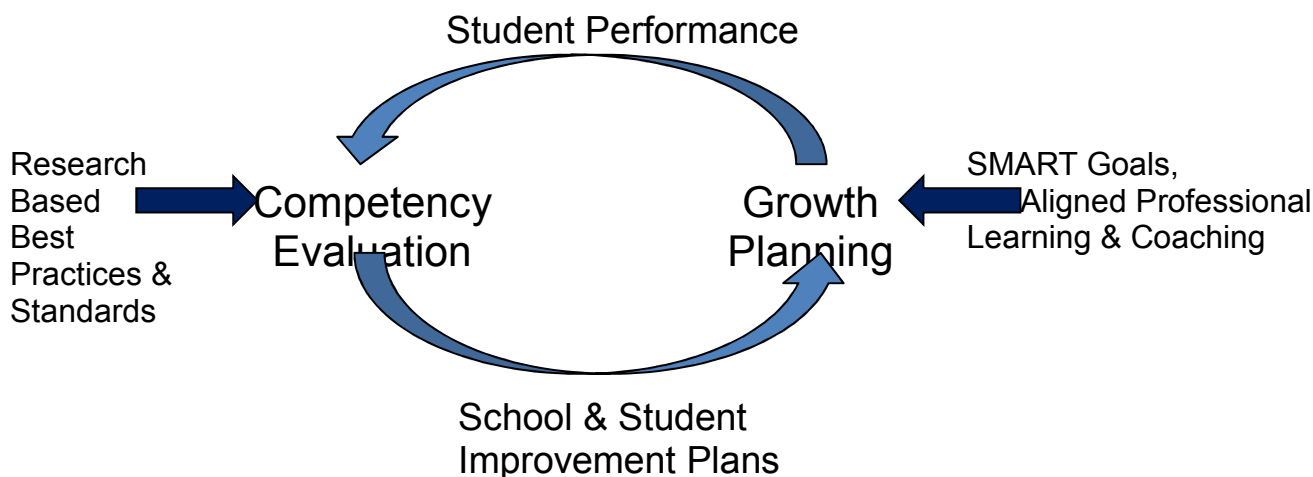 Student Performance
Research
Based
Best
Practices &
Standards
Competency
Evaluation
Growth
Planning
SMART Goals,
Aligned Professional
Learning & Coaching
School & Student
Improvement Plans